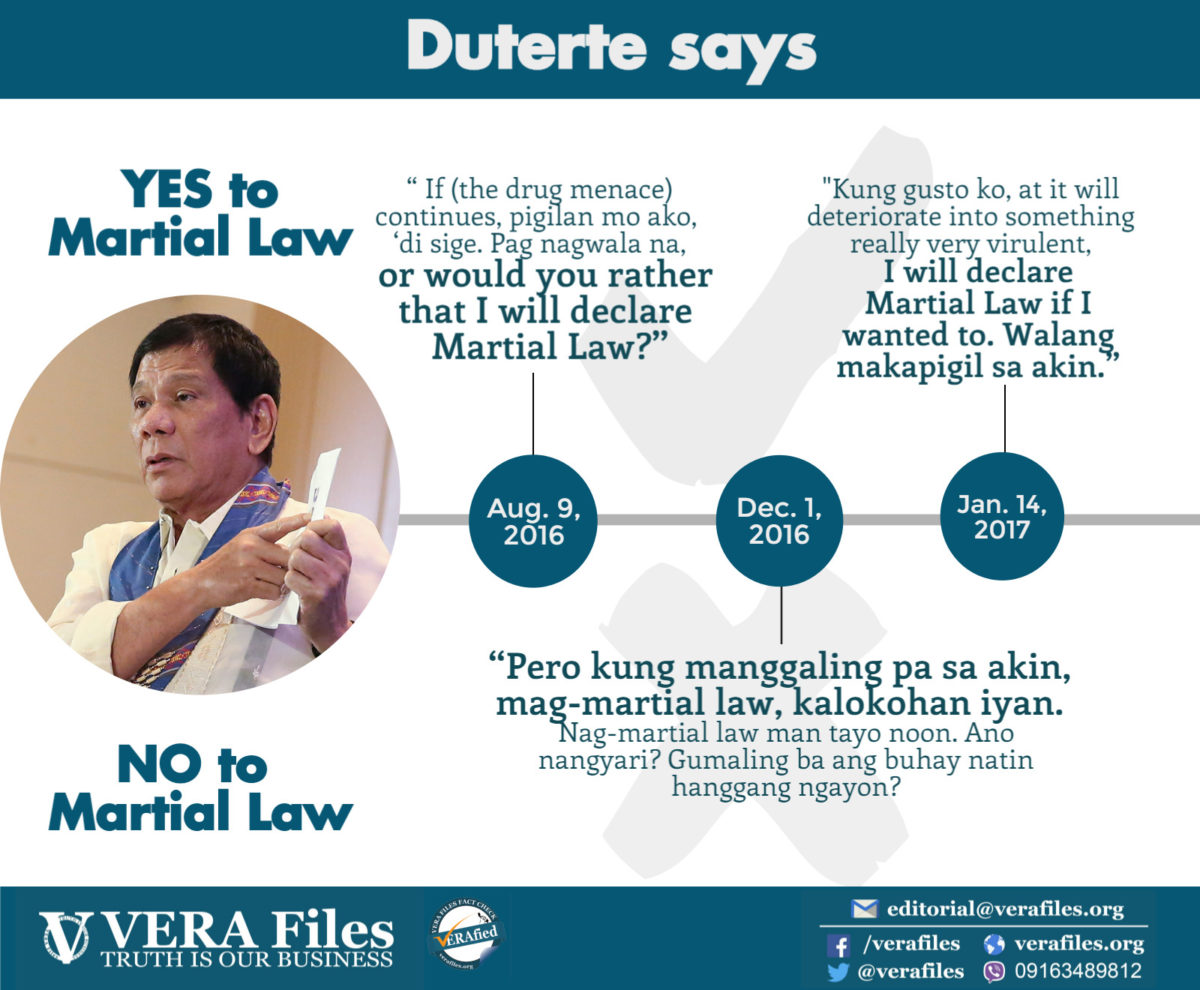 Duterte says
YES to
Martial Law
“ If (the drug menace)
continues, pigilan mo ako,
‘di sige. Pag nagwala na,
or would you rather
that I will declare
Martial Law?”
"Kung gusto ko, at it will
deteriorate into something
really very virulent,
I will declare
Martial Law if I
wanted to. Walang
makapigil sa akin.”
Aug. 9,
2016
Dec. 1,
2016
Jan. 14,
2017
“Pero kung manggaling pa sa akin,
mag-martial law, kalokohan iyan.
Nag-martial law man tayo noon. Ano
nangyari? Gumaling ba ang buhay natin
hanggang ngayon?
NO to
Martial Law
VERA Files
TRUTH IS OUR BUSINESS
VERA FILES FACT CHECK
VERAfied
verafiles.org
editorial@verafiles.org
/verafiles
verafiles.org
@verafiles
09163489812